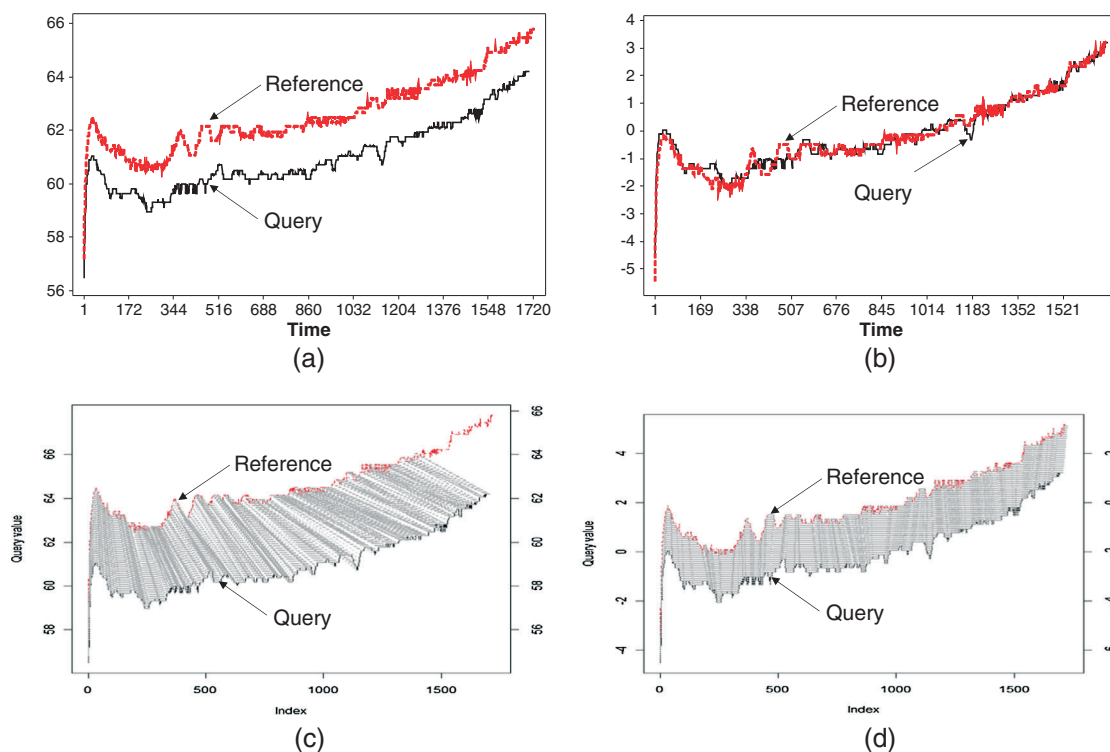 66
64
62
60
58
56
Reference
Query
1 172 344 516 688 860 1032 1204 1376 1548 1720
Time
(a)
4
3
2
1
0
-1
-2
-3
-4
-5
Reference
Query
1 169 338 507 676 845 1014 1183 1352 1521
Time
(b)
Query value
64
62
60
58
66
64
62
60
58
56
Reference
Query
0 500 1000 1500
Index
(c)
Query value
4
2
0
-2
-4
Reference
Query
0 500 1000 1500
Index
(d)